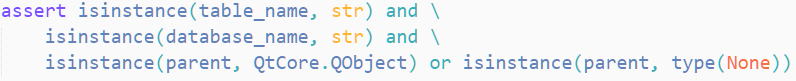 assert isinstance(table_name, str) and \
isinstance(database_name, str) and \
isinstance(parent, QtCore.QObject) or isinstance(parent, type(None))